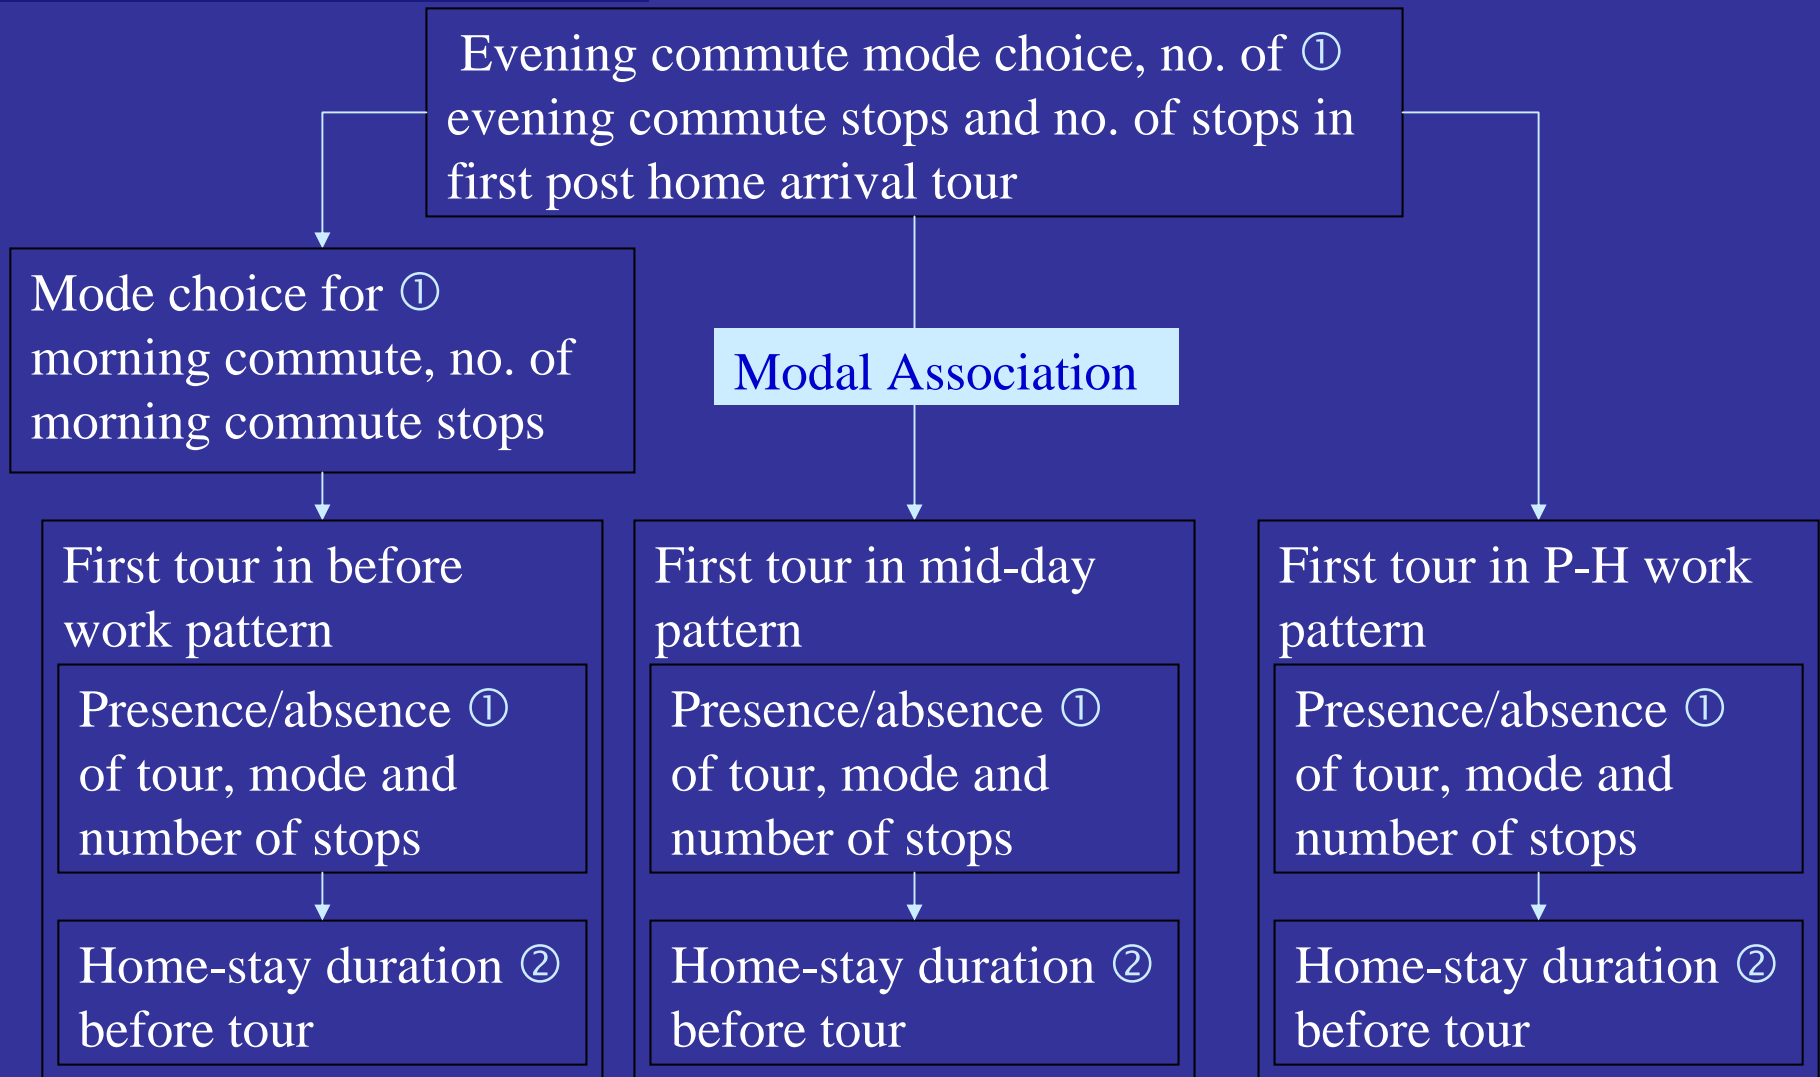 Evening commute mode choice, no. of ①
evening commute stops and no. of stops in
first post home arrival tour
Mode choice for ①
morning commute, no. of
morning commute stops
Modal Association
First tour in before
work pattern
Presence/absence ①
of tour, mode and
number of stops
Home-stay duration ②
before tour
First tour in mid-day
pattern
Presence/absence ①
of tour, mode and
number of stops
Home-stay duration ②
before tour
First tour in P-H work
pattern
Presence/absence ①
of tour, mode and
number of stops
Home-stay duration ②
before tour